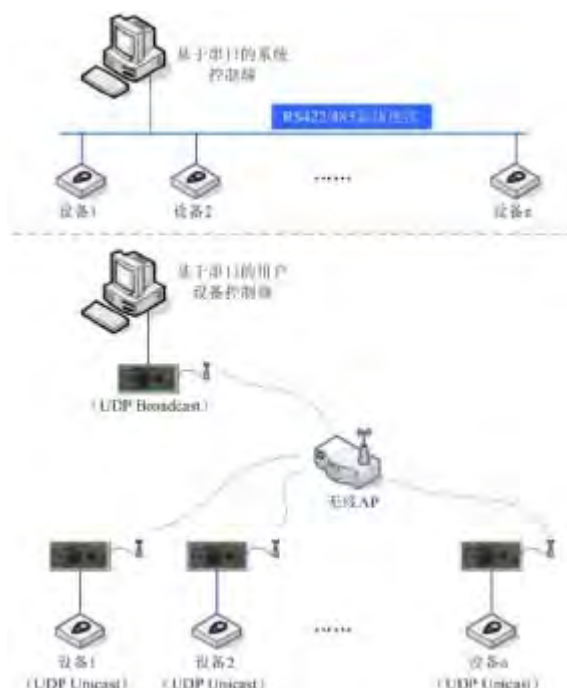 基于串口的系统
控制端
RS422/485总线连接
设备1
设备2
......
设备n
基于串口的用户
设备控制端
(UDP Broadcast)
无线AP
......
设备1
设备2
设备n
(UDP Unicast)
(UDP Unicast)
(UDP Unicast)